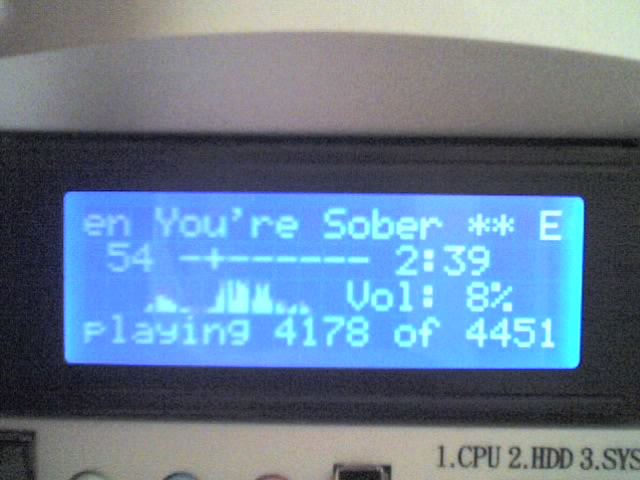 en You're Sober ** E
54 -+------ 2:39
Vol: 8%
playing 4178 of 4451
1.CPU 2.HDD 3.SYS